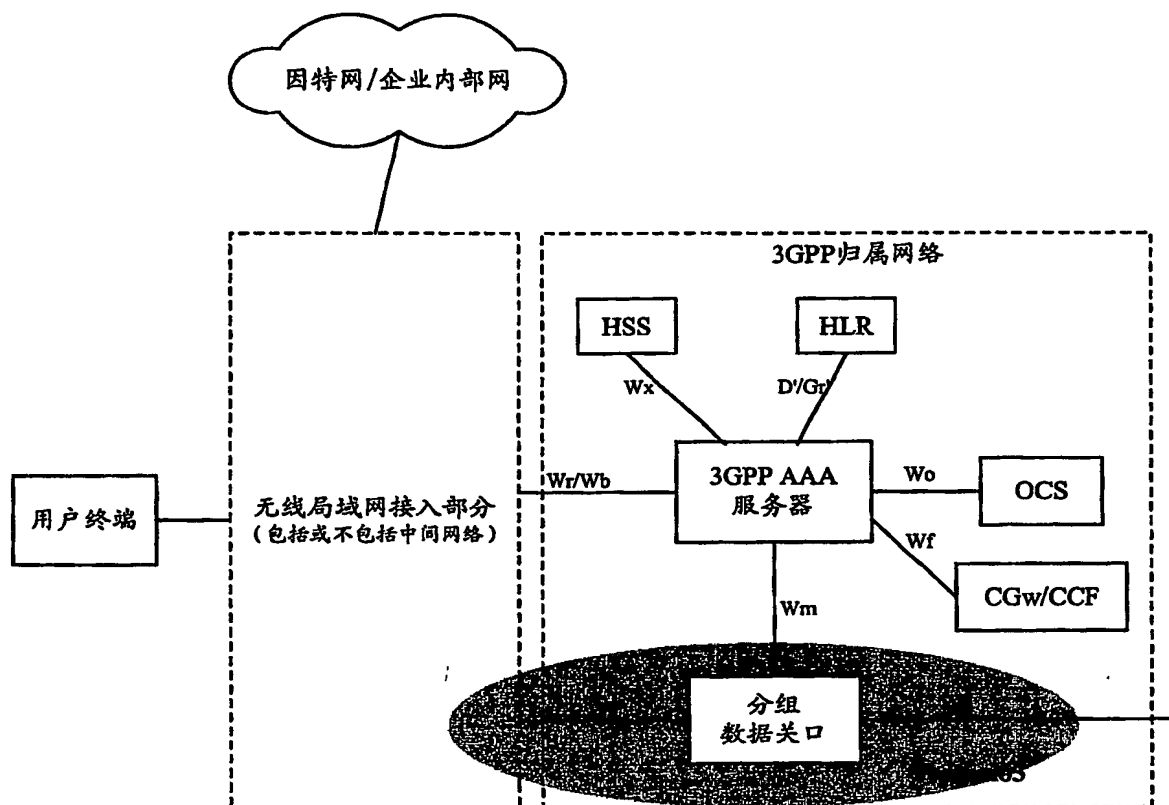 因特网/企业内部网
3GPP归属网络
HSS
HLR
Wx
D'/Gr'
用户终端
无线局域网接入部分
(包括或不包括中间网络)
Wr/Wb
3GPP AAA
服务器
Wo
OCS
Wf
CGw/CCF
Wm
分组
数据关口